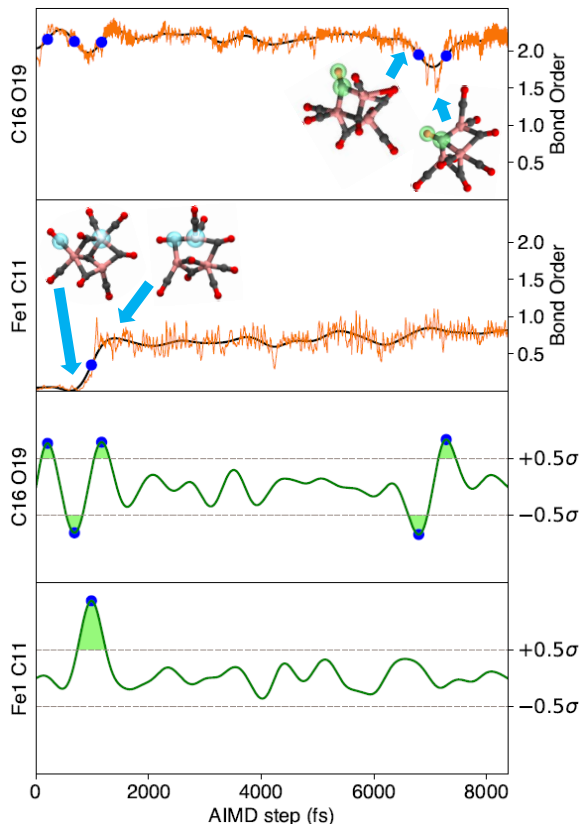 C16 O19
2.0
1.5
1.0
0.5
Bond Order
Fe1 C11
2.0
1.5
1.0
0.5
Bond Order
C16 O19
+0.5σ
−0.5σ
Fe1 C11
+0.5σ
−0.5σ
0 2000 4000 6000 8000
AIMD step (fs)